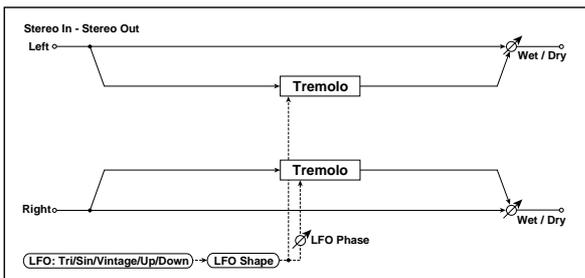 Stereo In - Stereo Out
Left
Wet / Dry
Tremolo
Tremolo
Right
Wet / Dry
LFO Phase
LFO: Tri/Sin/Vintage/Up/Down
LFO Shape